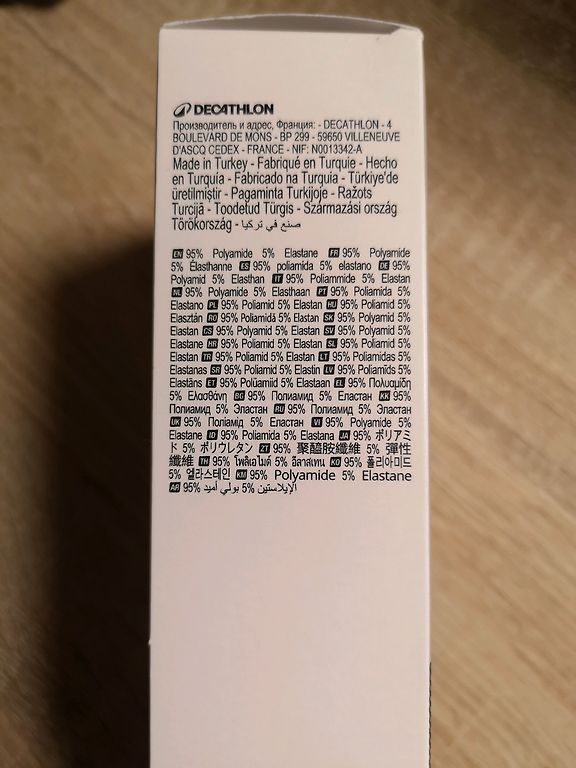 DECATHLON
Производитель и адрес, Франция: - DECATHLON - 4
BOULEVARD DE MONS - BP 299 - 59650 VILLENEUVE
D'ASCQ CEDEX - FRANCE - NIF: N0013342-A
Made in Turkey - Fabriqué en Turquie - Hecho
en Turquía - Fabricado na Turquia - Türkiye'de
üretilmiştir - Pagaminta Turkijoje - Ražots
Turcijā - Toodetud Türgis - Származási ország
Törökország - صنع في تركيا
EN 95% Polyamide 5% Elastane FR 95% Polyamide
5% Élasthanne ES 95% poliamida 5% elastano DE 95%
Polyamid 5% Elasthan IT 95% Poliammide 5% Elastan
NL 95% Polyamide 5% Elasthaan PT 95% Poliamida 5%
Elastano PL 95% Poliamid 5% Elastan HU 95% Poliamid 5%
Elasztán RO 95% Poliamidă 5% Elastan SK 95% Polyamid 5%
Elastan CS 95% Polyamid 5% Elastan SV 95% Polyamid 5%
Elastane HR 95% Poliamid 5% Elastan SL 95% Poliamid 5%
Elastan TR 95% Poliamid 5% Elastan LT 95% Poliamidas 5%
Elastanas SR 95% Poliamid 5% Elastin LV 95% Poliamīds 5%
Elastāns ET 95% Polüamiid 5% Elastaan EL 95% Πολυαμίδη
5% Ελασθάνη BG 95% Полиамид 5% Еластан KK 95%
Полиамид 5% Эластан RU 95% Полиамид 5% Эластан
UK 95% Поліамід 5% Еластан VI 95% Polyamide 5%
Elastane ID 95% Poliamida 5% Elastana JA 95% ポリアミ
ド 5% ポリウレタン ZT 95% 聚醯胺纖維 5% 彈性
纖維 TH 95% โพลีเอไมด์ 5% อีลาสเทน KO 95% 폴리아미드
5% 엘라스테인 KM 95% Polyamide 5% Elastane
AR 95% بولي أميد 5% الإيلاستين